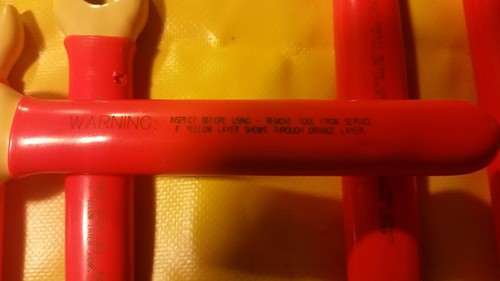 WARNING: INSPECT BEFORE USING - REMOVE TOOL FROM SERVICE
IF YELLOW LAYER SHOWS THROUGH ORANGE LAYER.